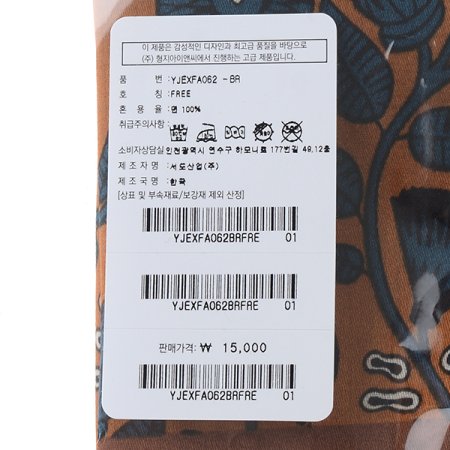 이 제품은 감성적인 디자인과 최고급 품질을 바탕으로
(주) 형지아이앤씨에서 진행하는 고급 제품입니다.
품 번 :YJEXFA062 -BR
호 칭 :FREE
혼 용 율 :면 100%
취급주의사항 :
소비자상담실 :인천광역시 연수구 하모니로 177번길 49,12층
제 조 자 명 :서도산업(주)
제 조 국 명 :한국
[상표 및 부속재료/보강재 제외 산정]
YJEXFA062BRFRE 01
YJEXFA062BRFRE 01
판매가격: ₩ 15,000
YJEXFA062BRFRE 01